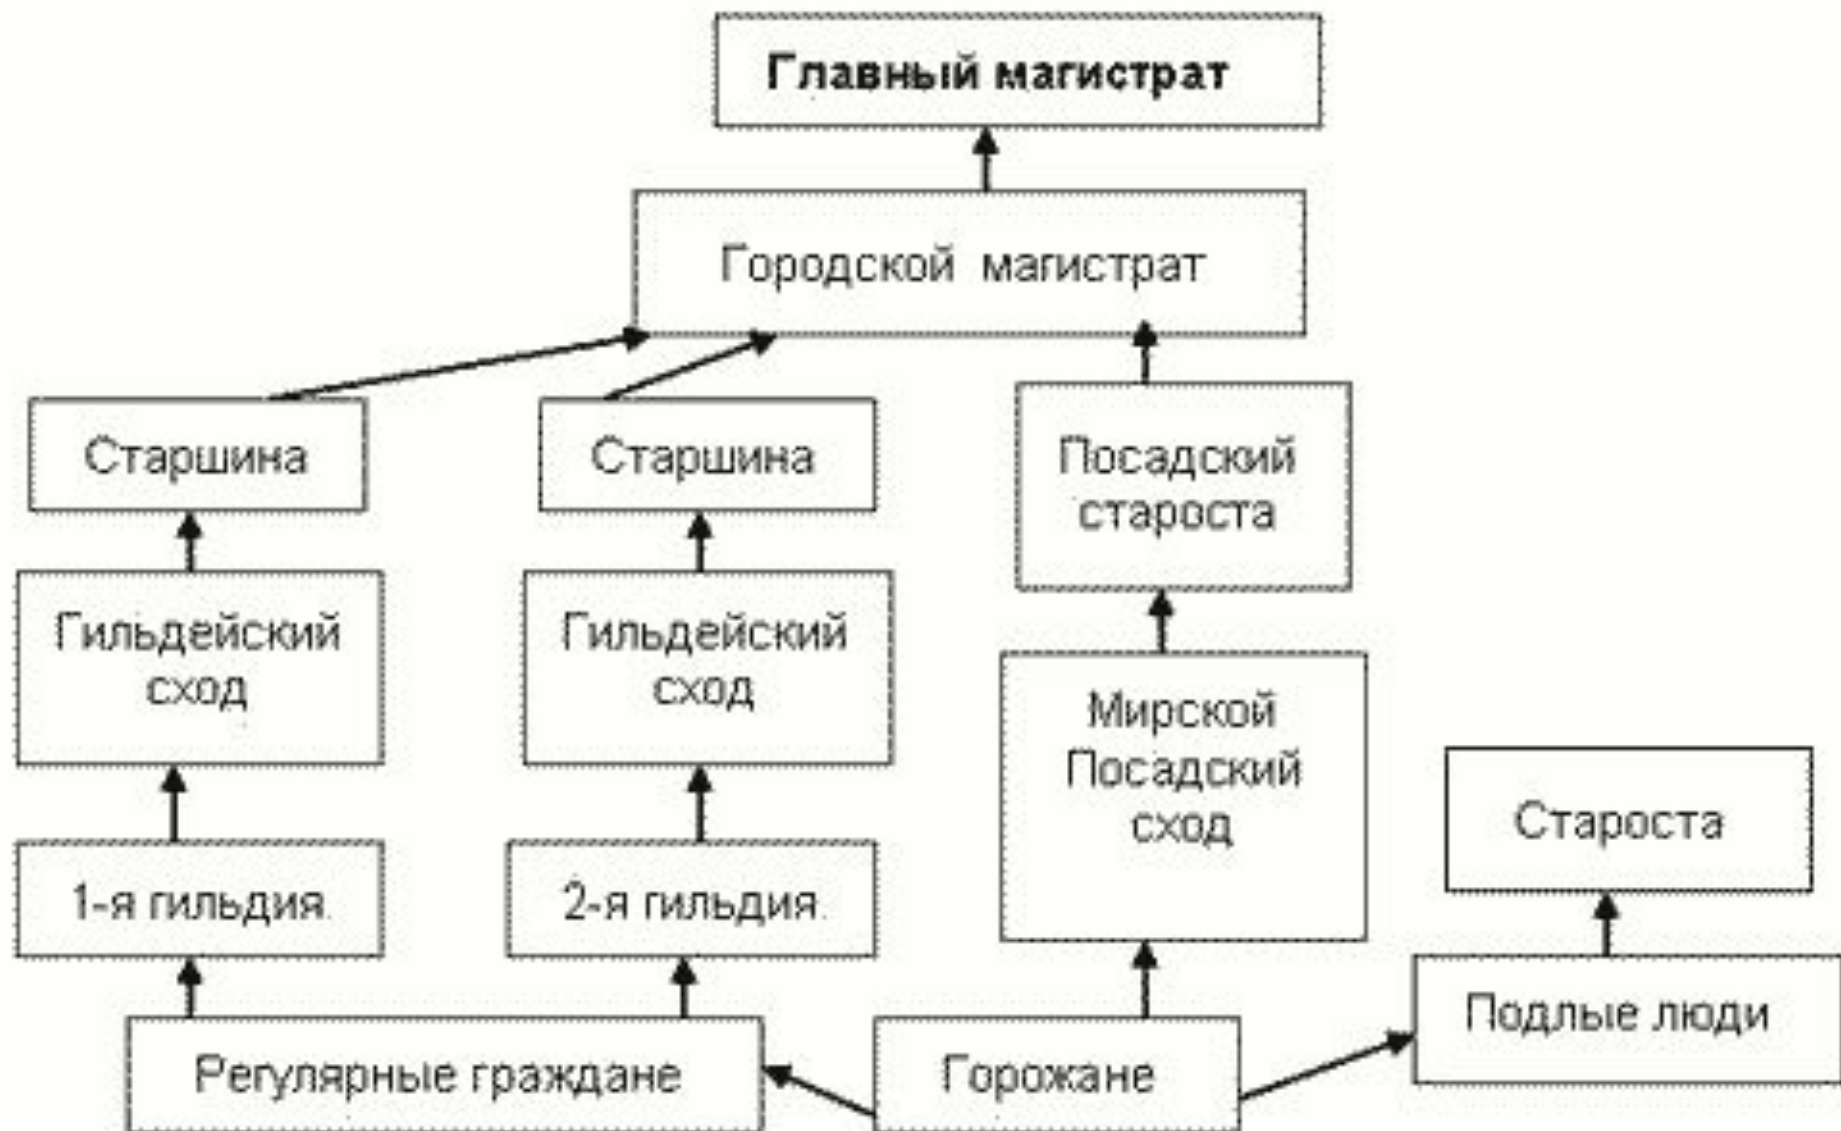 Главный магистрат
Городской магистрат
Старшина
Старшина
Посадский
староста
Гильдейский
сход
Гильдейский
сход
Мирской
Посадский
сход
Староста
1-я гильдия
2-я гильдия
Регулярные граждане
Горожане
Подлые люди